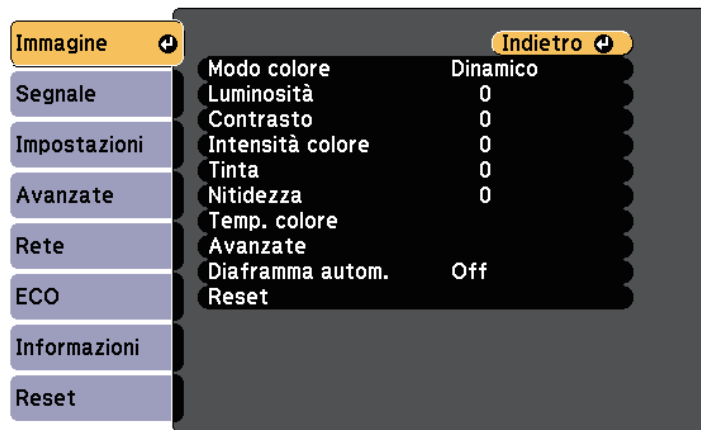 Immagine
Segnale
Impostazioni
Avanzate
Rete
ECO
Informazioni
Reset
Indietro
Modo colore Dinamico
Luminosità 0
Contrasto 0
Intensità colore 0
Tinta 0
Nitidezza 0
Temp. colore
Avanzate
Diaframma autom. Off
Reset